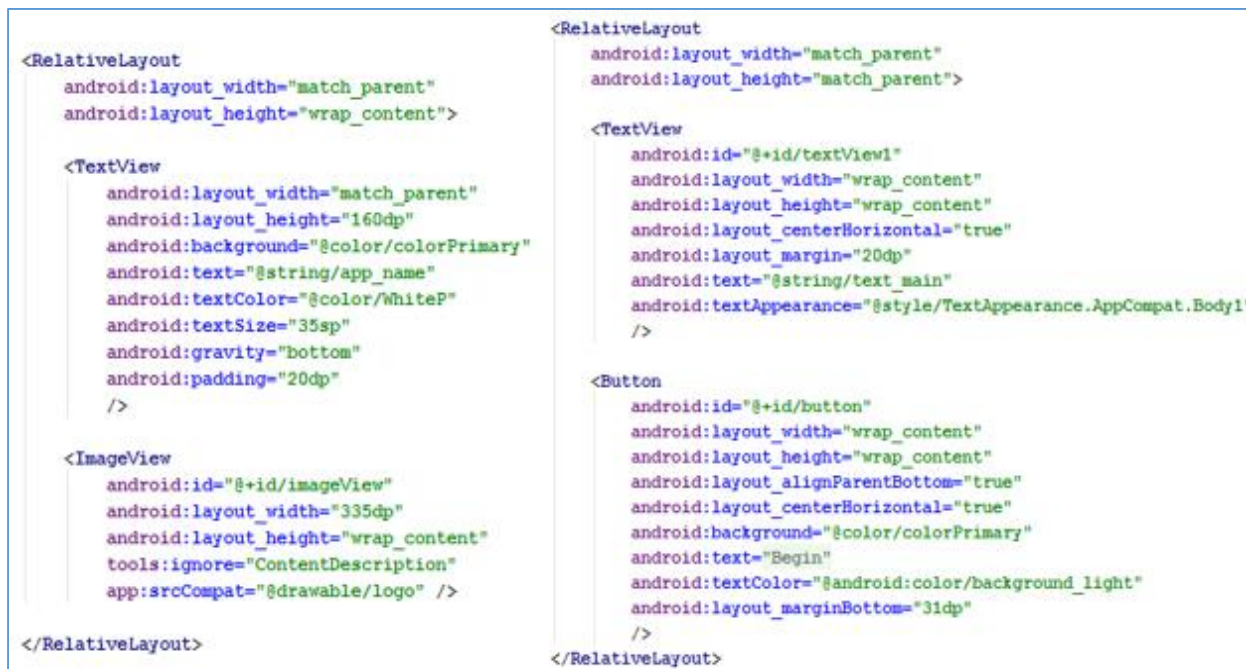 <RelativeLayout
android:layout_width="match_parent"
android:layout_height="wrap_content">
<TextView
android:layout_width="match_parent"
android:layout_height="160dp"
android:background="@color/colorPrimary"
android:text="@string/app_name"
android:textColor="@color/WhiteP"
android:textSize="35sp"
android:gravity="bottom"
android:padding="20dp"
/>
<ImageView
android:id="@+id/imageView"
android:layout_width="335dp"
android:layout_height="wrap_content"
tools:ignore="ContentDescription"
app:srcCompat="@drawable/logo" />
</RelativeLayout>
<RelativeLayout
android:layout_width="match_parent"
android:layout_height="match_parent">
<TextView
android:id="@+id/textView1"
android:layout_width="wrap_content"
android:layout_height="wrap_content"
android:layout_centerHorizontal="true"
android:layout_margin="20dp"
android:text="@string/text_main"
android:textAppearance="@style/TextAppearance.AppCompat.Body1"
/>
<Button
android:id="@+id/button"
android:layout_width="wrap_content"
android:layout_height="wrap_content"
android:layout_alignParentBottom="true"
android:layout_centerHorizontal="true"
android:background="@color/colorPrimary"
android:text="Begin"
android:textColor="@android:color/background_light"
android:layout_marginBottom="31dp"
/>
</RelativeLayout>